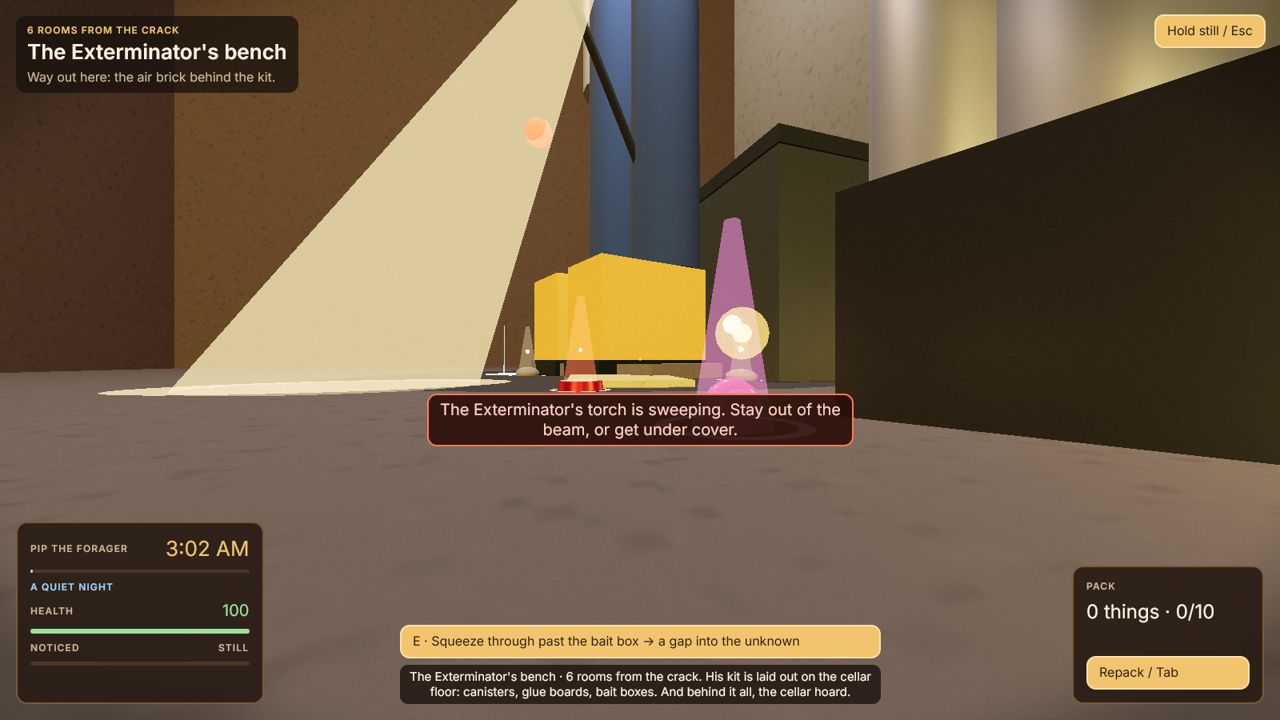 6 ROOMS FROM THE CRACK
The Exterminator's bench
Way out here: the air brick behind the kit.
Hold still / Esc
The Exterminator's torch is sweeping. Stay out of the
beam, or get under cover.
PIP THE FORAGER 3:02 AM
A QUIET NIGHT
HEALTH 100
NOTICED STILL
E · Squeeze through past the bait box → a gap into the unknown
The Exterminator's bench · 6 rooms from the crack. His kit is laid out on the cellar
floor: canisters, glue boards, bait boxes. And behind it all, the cellar hoard.
PACK
0 things · 0/10
Repack / Tab